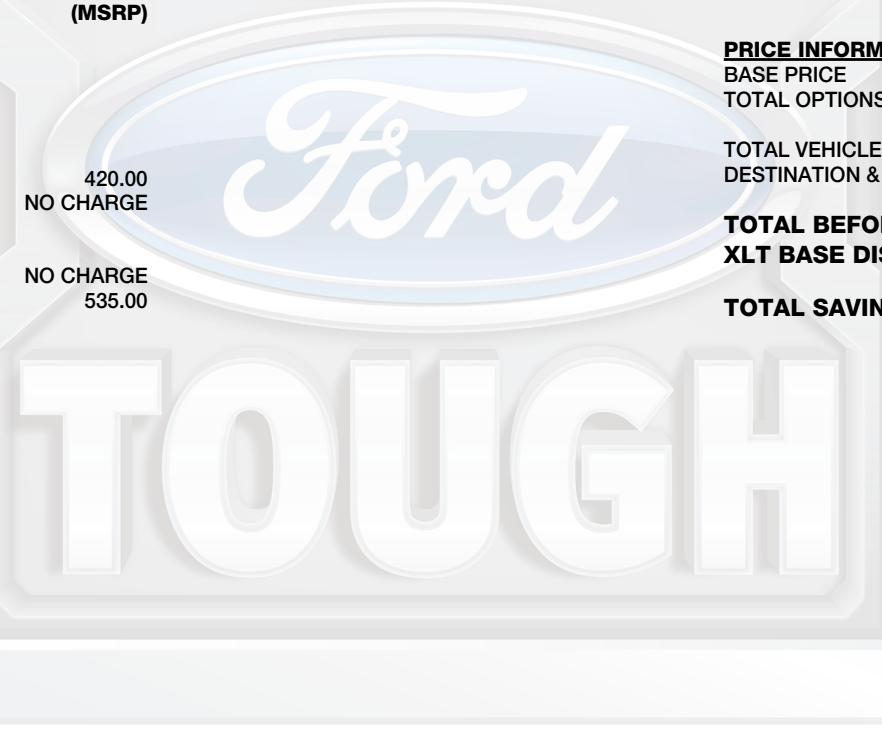 (MSRP)
420.00
NO CHARGE
NO CHARGE
535.00
PRICE INFORM
BASE PRICE
TOTAL OPTIONS
TOTAL VEHICLE
DESTINATION &
TOTAL BEFO
XLT BASE DIS
TOTAL SAVIN
Ford
TOUGH